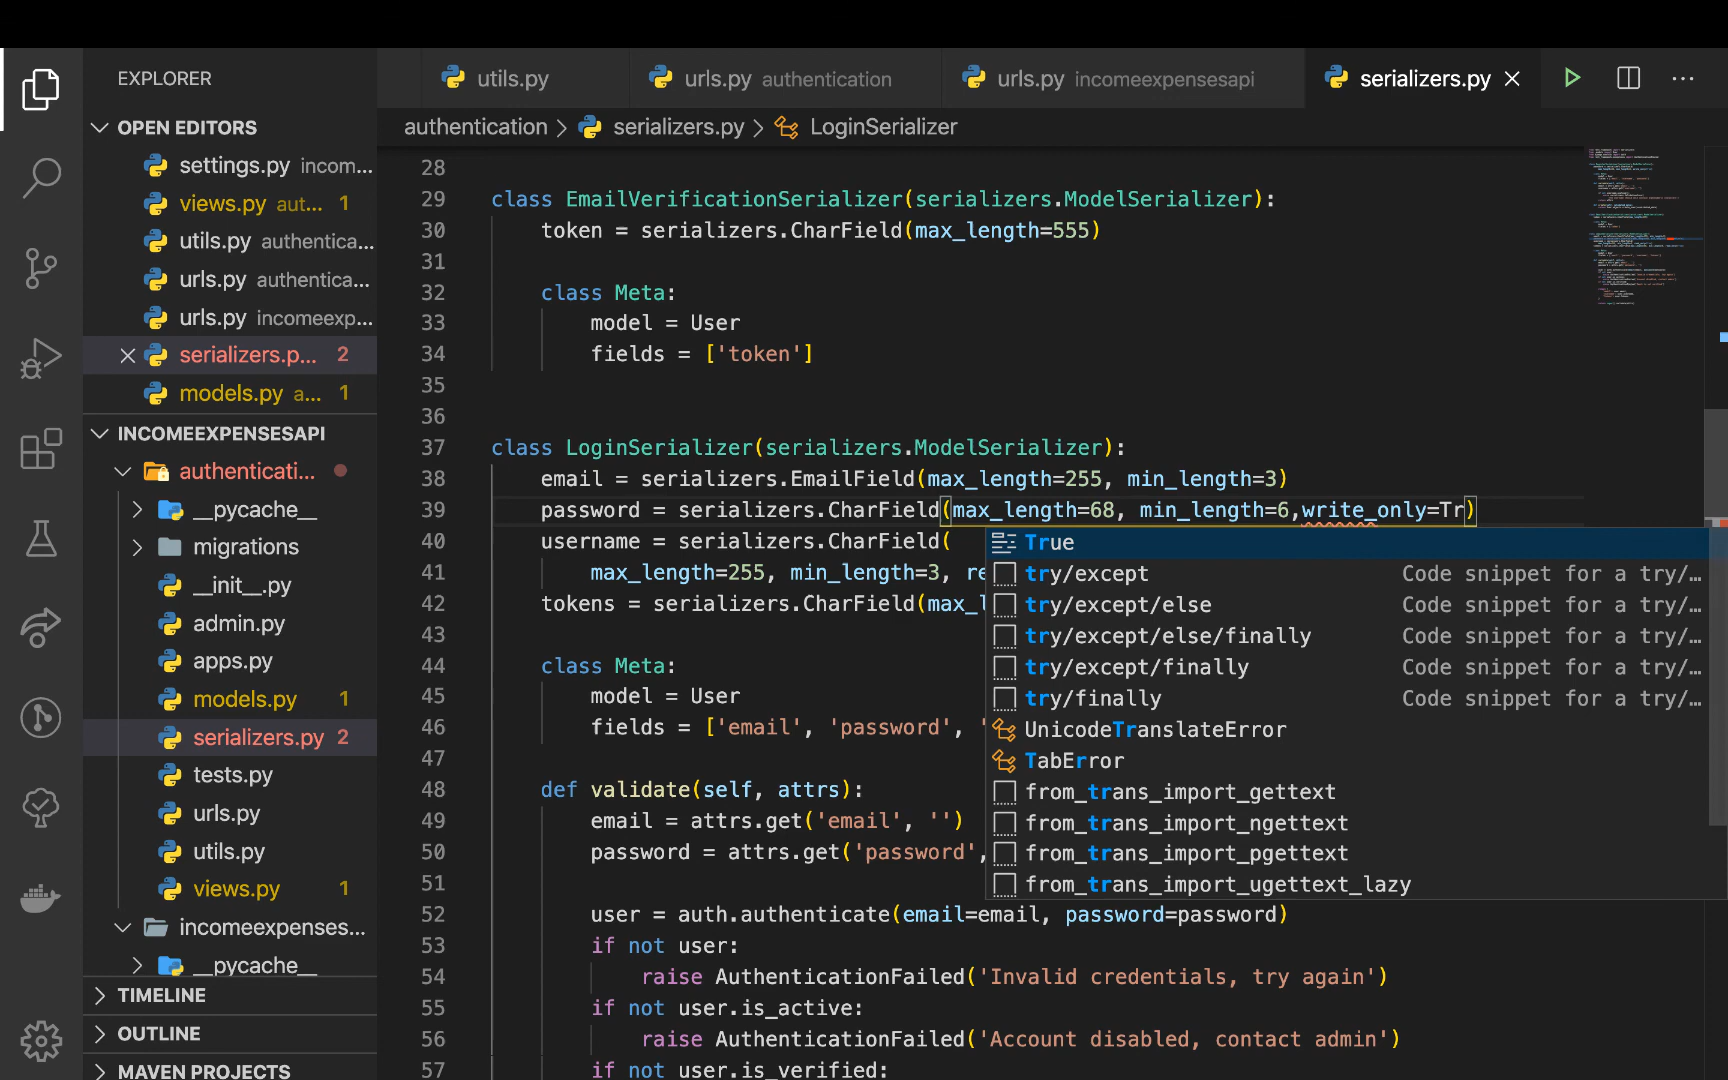 EXPLORER
utils.py
urls.py authentication
urls.py incomeexpensesapi
serializers.py
OPEN EDITORS
settings.py incom...
views.py aut... 1
utils.py authentica...
urls.py authentica...
urls.py incomeexp...
serializers.p... 2
models.py a... 1
INCOMEEXPENSESAPI
authenticati...
__pycache__
migrations
__init__.py
admin.py
apps.py
models.py 1
serializers.py 2
tests.py
urls.py
utils.py
views.py 1
incomeexpenses...
__pycache__
TIMELINE
OUTLINE
MAVEN PROJECTS
authentication > serializers.py > LoginSerializer
28
29 class EmailVerificationSerializer(serializers.ModelSerializer):
30 token = serializers.CharField(max_length=555)
31
32 class Meta:
33 model = User
34 fields = ['token']
35
36
37 class LoginSerializer(serializers.ModelSerializer):
38 email = serializers.EmailField(max_length=255, min_length=3)
39 password = serializers.CharField(max_length=68, min_length=6,write_only=Tr)
40 username = serializers.CharField(
41 max_length=255, min_length=3, re
42 tokens = serializers.CharField(max_l
43
44 class Meta:
45 model = User
46 fields = ['email', 'password', '
47
48 def validate(self, attrs):
49 email = attrs.get('email', '')
50 password = attrs.get('password',
51
52 user = auth.authenticate(email=email, password=password)
53 if not user:
54 raise AuthenticationFailed('Invalid credentials, try again')
55 if not user.is_active:
56 raise AuthenticationFailed('Account disabled, contact admin')
57 if not user.is_verified:
True
try/except Code snippet for a try/...
try/except/else Code snippet for a try/...
try/except/else/finally Code snippet for a try/...
try/except/finally Code snippet for a try/...
try/finally Code snippet for a try/...
UnicodeTranslateError
TabError
from_trans_import_gettext
from_trans_import_ngettext
from_trans_import_pgettext
from_trans_import_ugettext_lazy